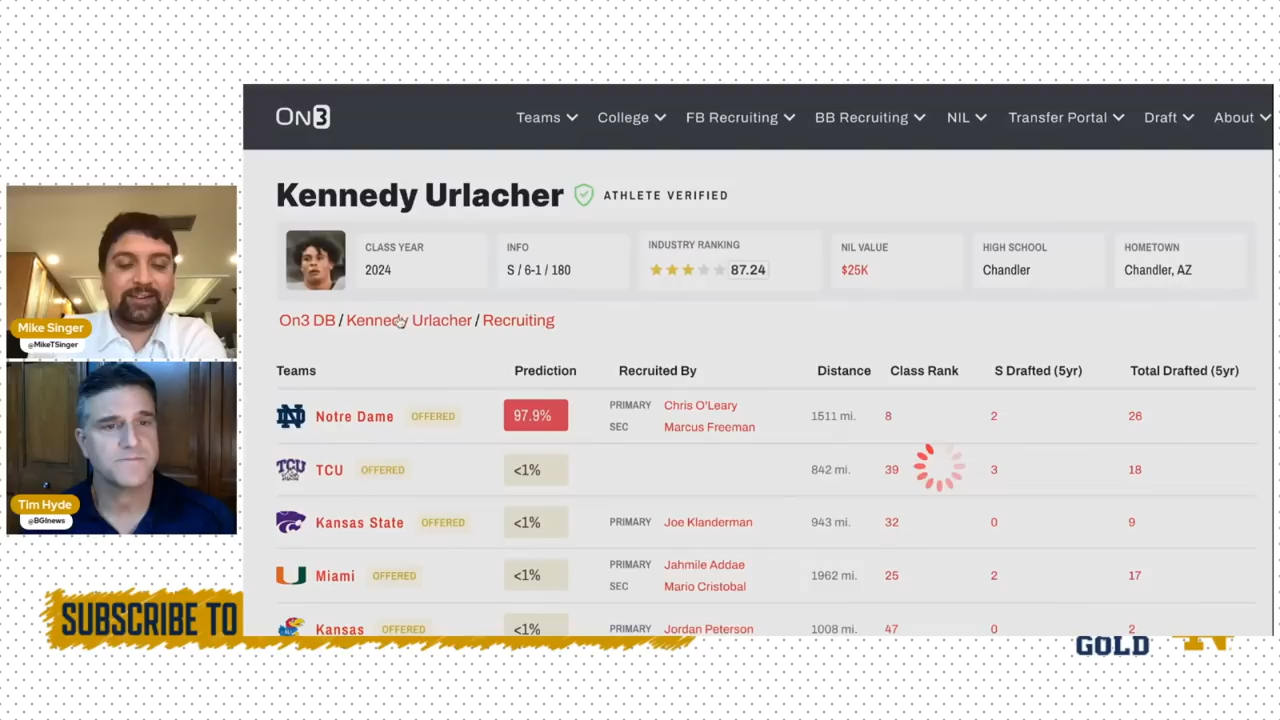 ON3
Teams College FB Recruiting BB Recruiting NIL Transfer Portal Draft About
Kennedy Urlacher ATHLETE VERIFIED
CLASS YEAR INFO INDUSTRY RANKING NIL VALUE HIGH SCHOOL HOMETOWN
2024 S / 6-1 / 180 87.24 $25K Chandler Chandler, AZ
On3 DB / Kennedy Urlacher / Recruiting
Teams Prediction Recruited By Distance Class Rank S Drafted (5yr) Total Drafted (5yr)
Notre Dame OFFERED 97.9% PRIMARY Chris O'Leary 1511 mi. 8 2 26
SEC Marcus Freeman
TCU OFFERED <1% 842 mi. 39 3 18
Kansas State OFFERED <1% PRIMARY Joe Klanderman 943 mi. 32 0 9
Miami OFFERED <1% PRIMARY Jahmile Addae 1962 mi. 25 2 17
SEC Mario Cristobal
Kansas OFFERED <1% PRIMARY Jordan Peterson 1008 mi. 47 0 2
Mike Singer
@MikeTSinger
Tim Hyde
@BGInews
SUBSCRIBE TO
GOLD